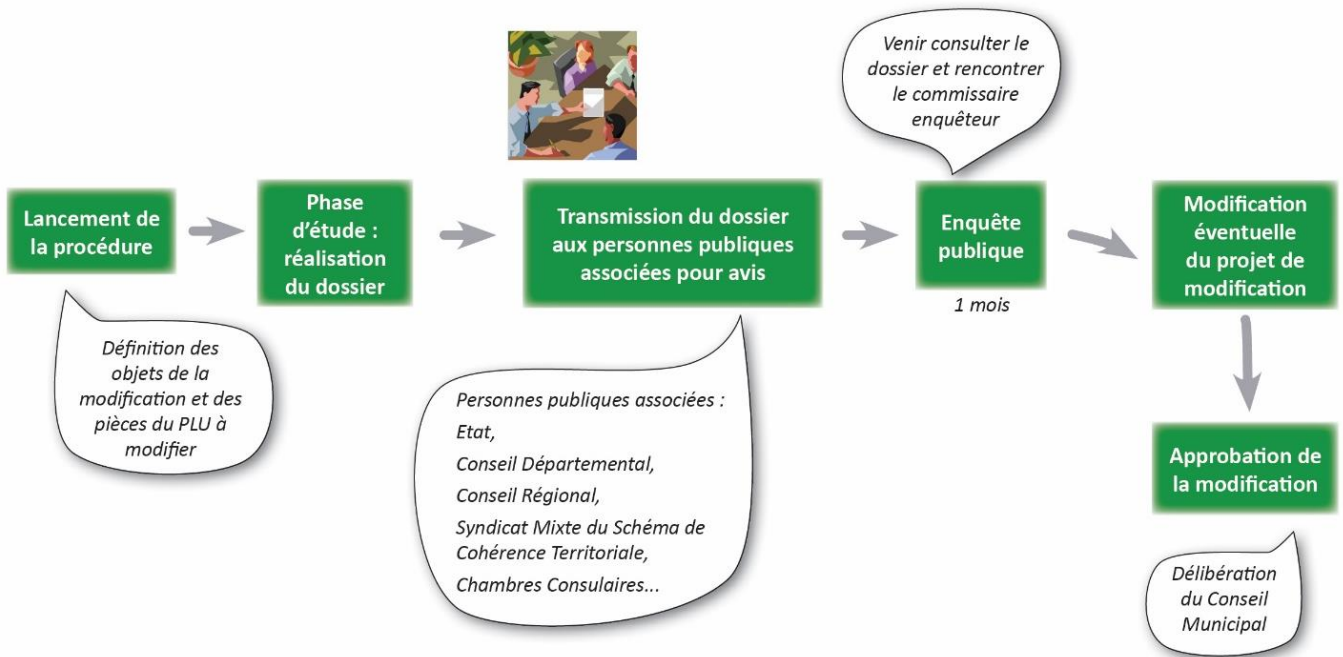 Lancement de
la procédure
Définition des
objets de la
modification et des
pièces du PLU à
modifier
Phase
d’étude :
réalisation
du dossier
Transmission du dossier
aux personnes publiques
associées pour avis
Personnes publiques associées :
Etat,
Conseil Départemental,
Conseil Régional,
Syndicat Mixte du Schéma de
Cohérence Territoriale,
Chambres Consulaires...
Venir consulter le
dossier et rencontrer
le commissaire
enquêteur
Enquête
publique
1 mois
Modification
éventuelle
du projet de
modification
Approbation de
la modification
Délibération
du Conseil
Municipal